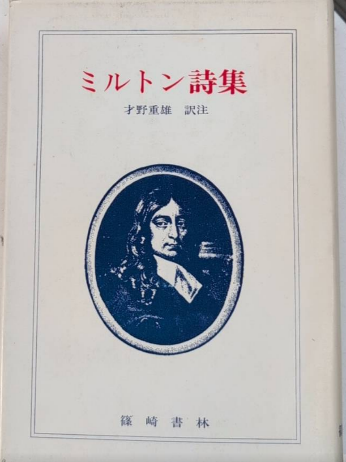 ミルトン詩集
才野重雄 訳注
篠崎書林